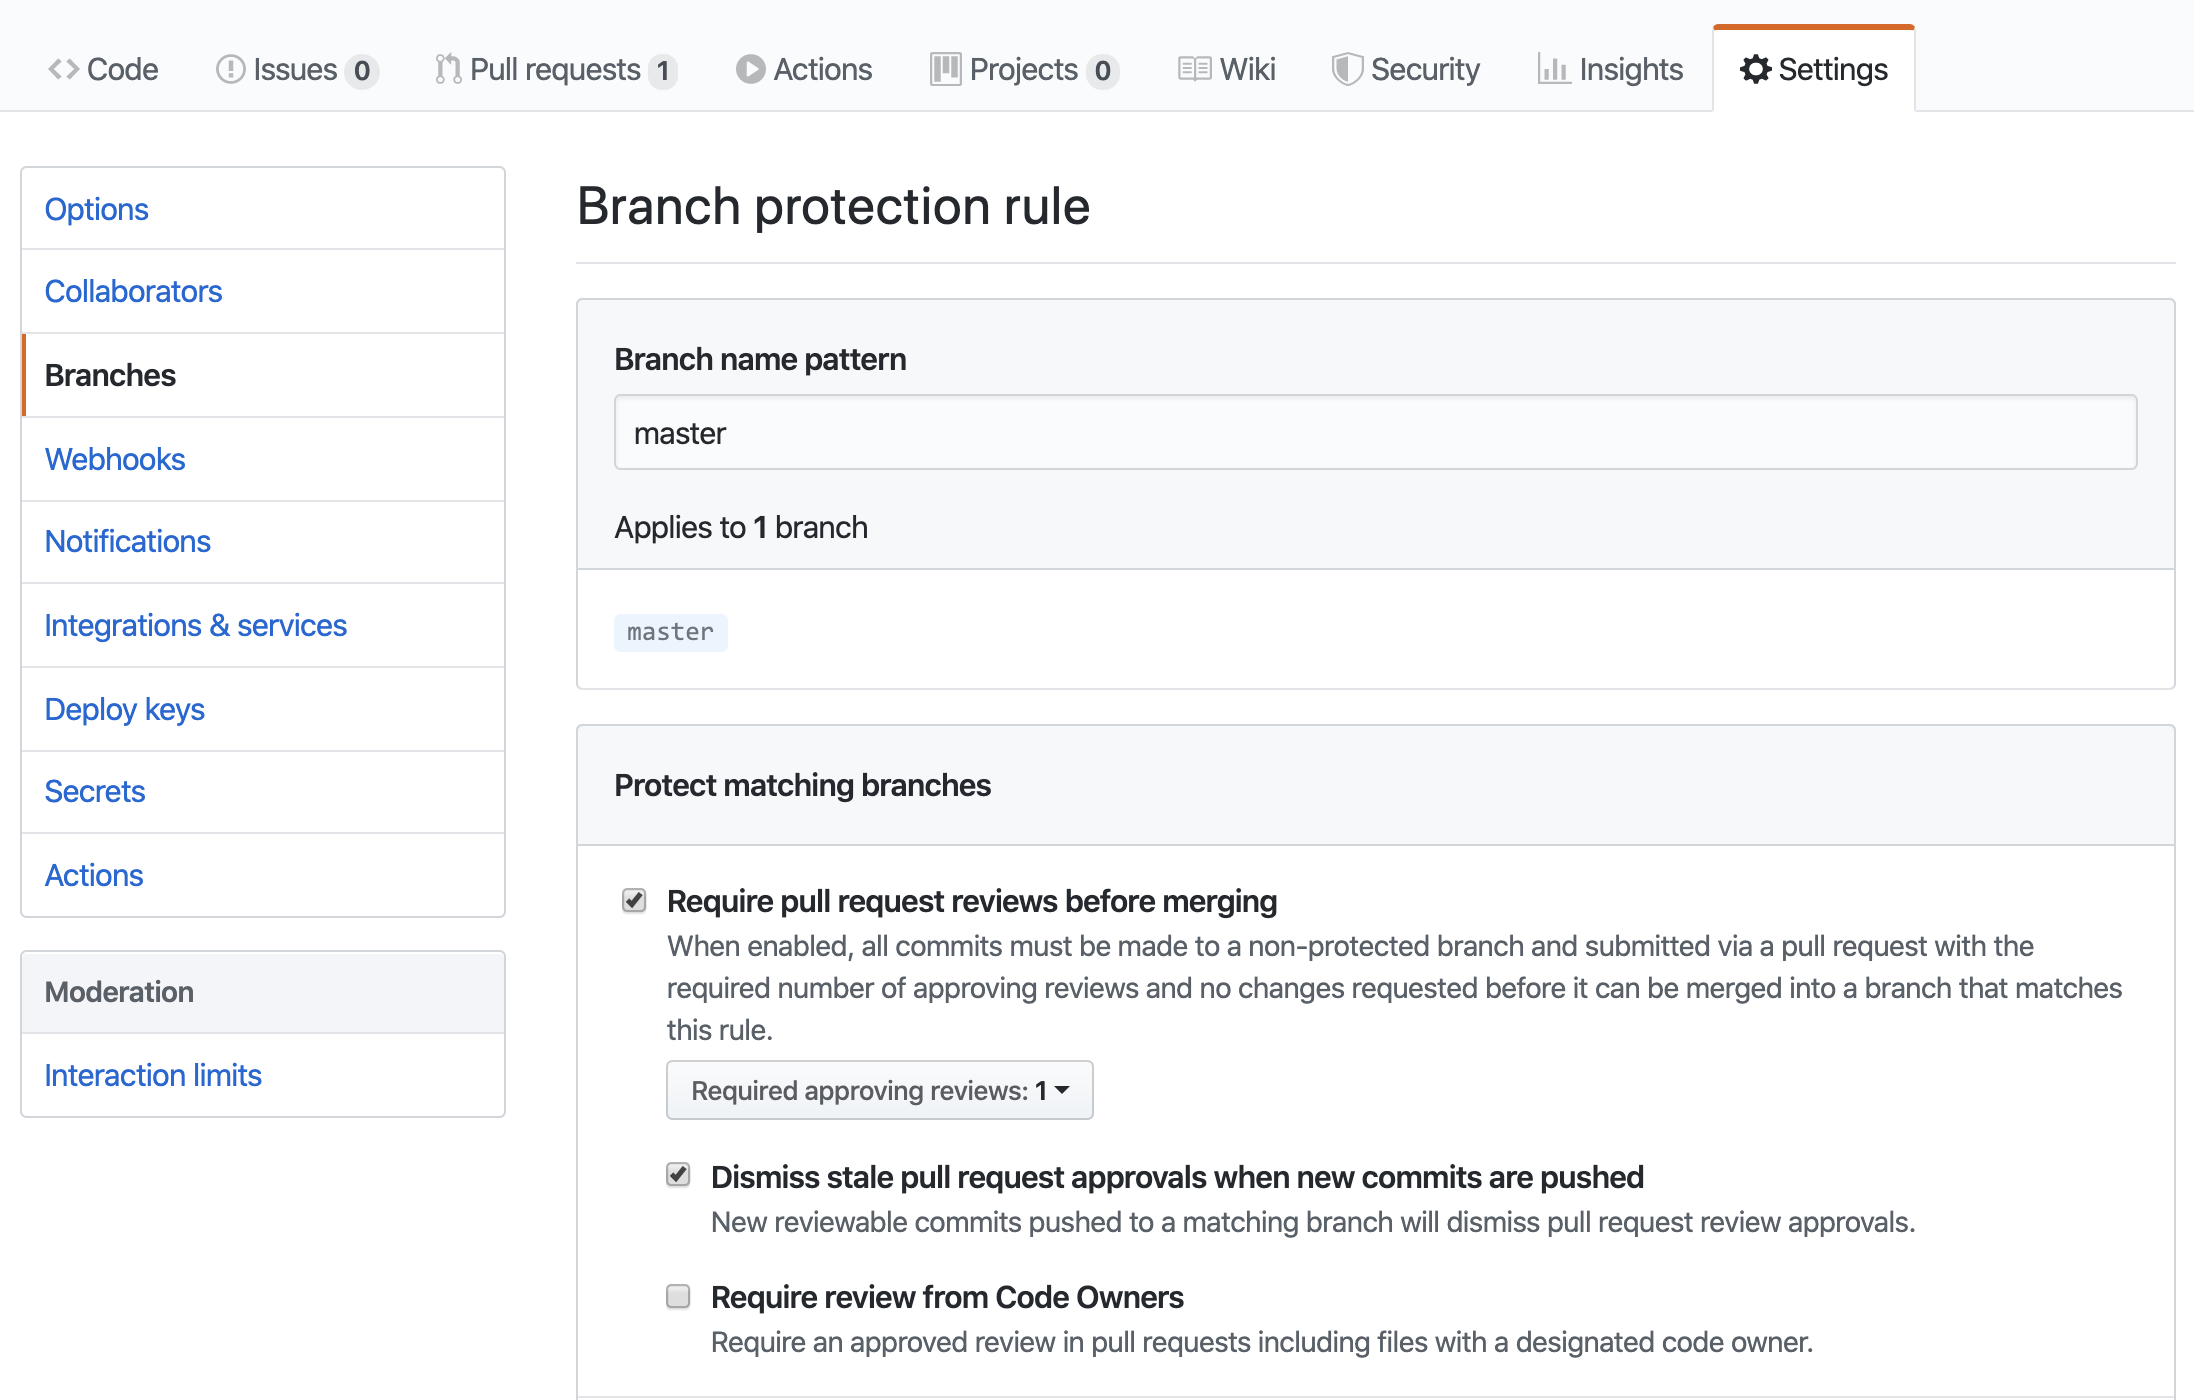 Code Issues 0 Pull requests 1 Actions Projects 0 Wiki Security Insights Settings
Options
Collaborators
Branches
Webhooks
Notifications
Integrations & services
Deploy keys
Secrets
Actions
Moderation
Interaction limits
Branch protection rule
Branch name pattern
master
Applies to 1 branch
master
Protect matching branches
Require pull request reviews before merging
When enabled, all commits must be made to a non-protected branch and submitted via a pull request with the
required number of approving reviews and no changes requested before it can be merged into a branch that matches
this rule.
Required approving reviews: 1
Dismiss stale pull request approvals when new commits are pushed
New reviewable commits pushed to a matching branch will dismiss pull request review approvals.
Require review from Code Owners
Require an approved review in pull requests including files with a designated code owner.